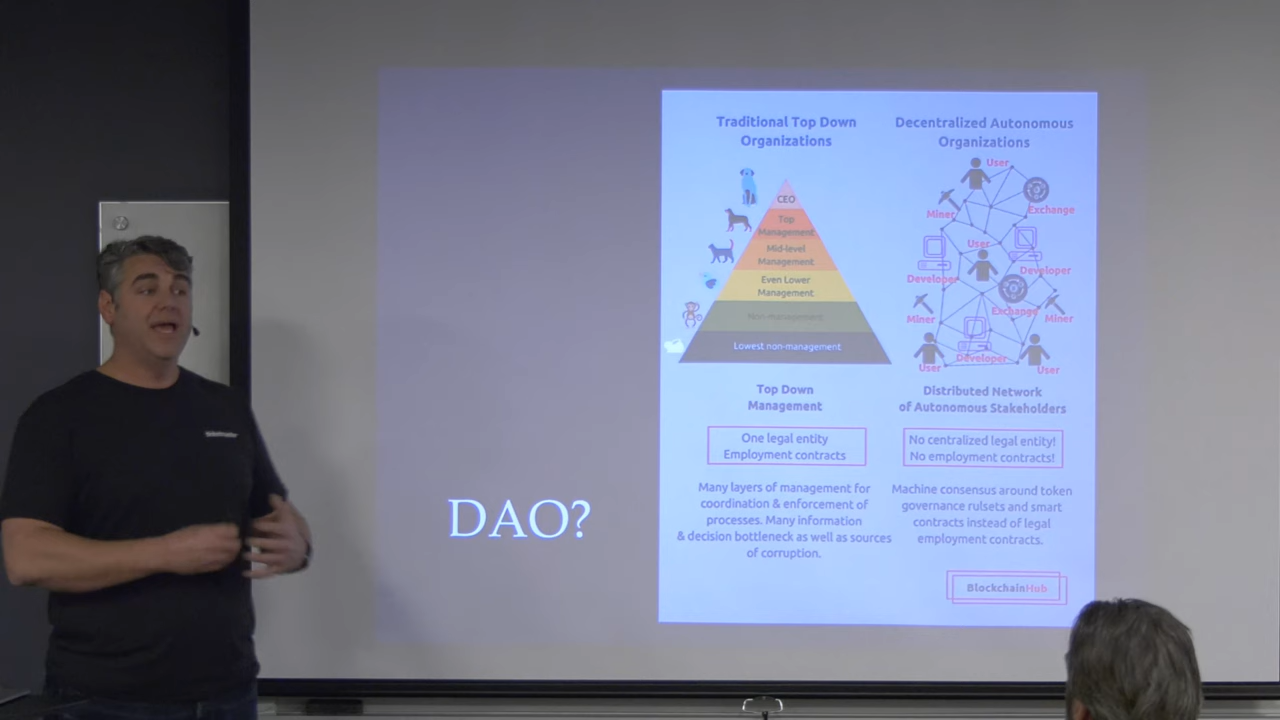 DAO?
Traditional Top Down
Organizations
CEO
Top
Management
Mid-level
Management
Even Lower
Management
Non-management
Lowest non-management
Top Down
Management
One legal entity
Employment contracts
Many layers of management for
coordination & enforcement of
processes. Many information
& decision bottleneck as well as sources
of corruption.
Decentralized Autonomous
Organizations
User
Miner
Exchange
User
Developer
Developer
Exchange
Miner
Miner
Developer
User
User
Distributed Network
of Autonomous Stakeholders
No centralized legal entity!
No employment contracts!
Machine consensus around token
governance rulsets and smart
contracts instead of legal
employment contracts.
BlockchainHub